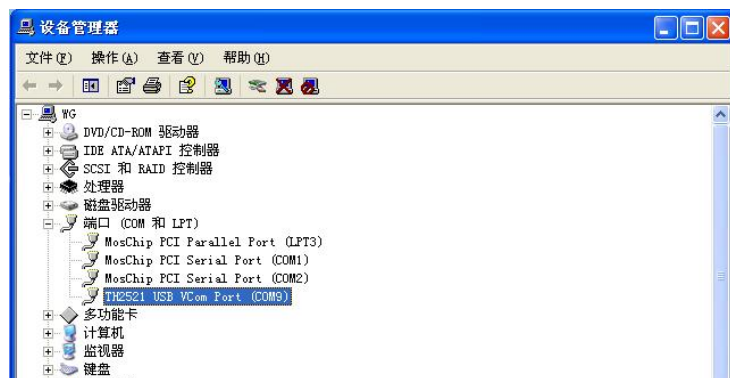 设备管理器
文件(F) 操作(A) 查看(V) 帮助(H)
WG
DVD/CD-ROM 驱动器
IDE ATA/ATAPI 控制器
SCSI 和 RAID 控制器
处理器
磁盘驱动器
端口 (COM 和 LPT)
MosChip PCI Parallel Port (LPT3)
MosChip PCI Serial Port (COM1)
MosChip PCI Serial Port (COM2)
TH2521 USB VCom Port (COM9)
多功能卡
计算机
监视器
键盘